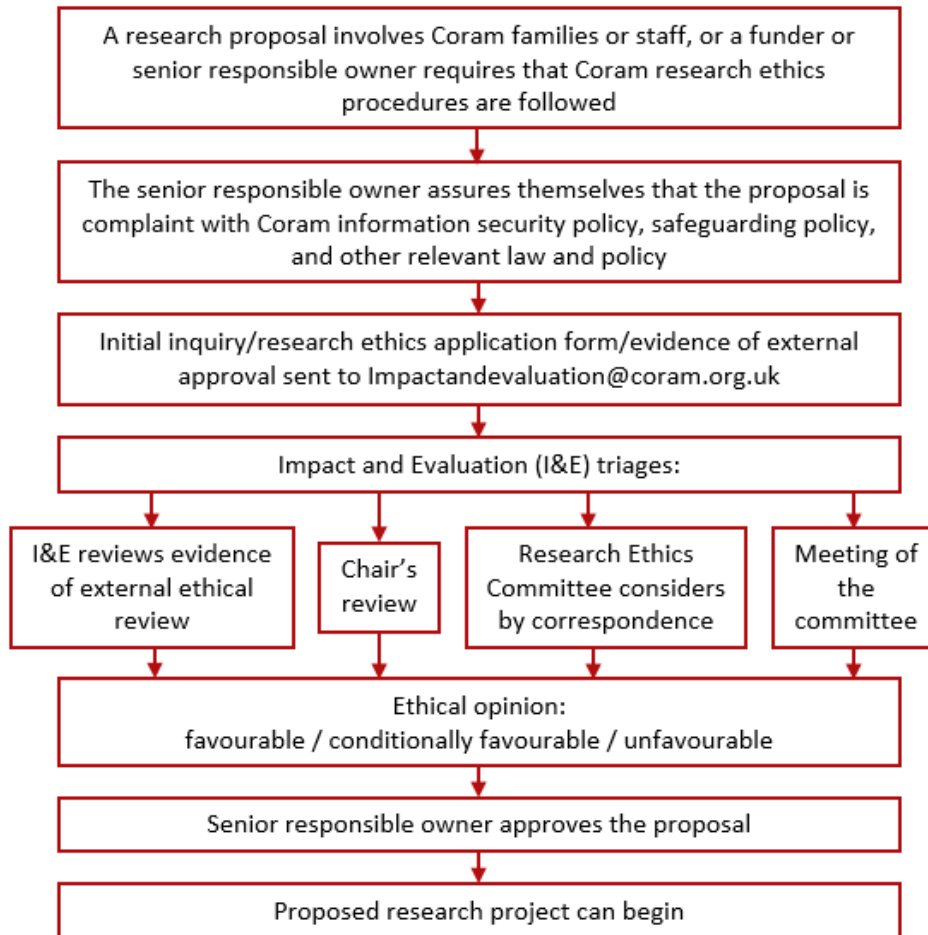 A research proposal involves Coram families or staff, or a funder or
senior responsible owner requires that Coram research ethics
procedures are followed
The senior responsible owner assures themselves that the proposal is
complaint with Coram information security policy, safeguarding policy,
and other relevant law and policy
Initial inquiry/research ethics application form/evidence of external
approval sent to Impactandevaluation@coram.org.uk
Impact and Evaluation (I&E) triages:
I&E reviews evidence
of external ethical
review
Chair's
review
Research Ethics
Committee considers
by correspondence
Meeting of
the
committee
Ethical opinion:
favourable / conditionally favourable / unfavourable
Senior responsible owner approves the proposal
Proposed research project can begin